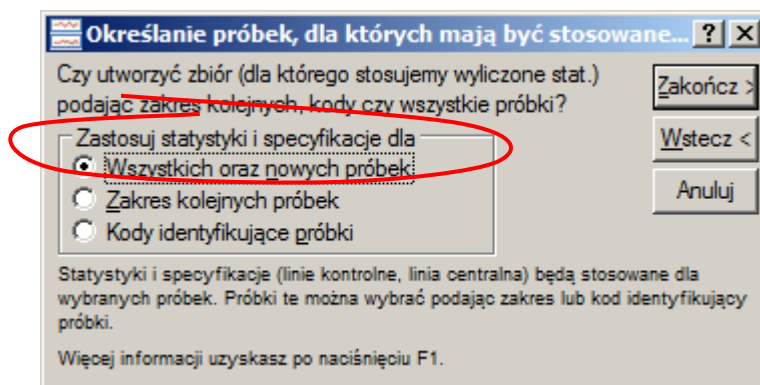 Określanie próbek, dla których mają być stosowane... ? X
Czy utworzyć zbiór (dla którego stosujemy wyliczone stat.)
podając zakres kolejnych, kody czy wszystkie próbki?
Zakończ >
Zastosuj statystyki i specyfikacje dla
Wstecz <
Wszystkich oraz nowych próbek
Anuluj
Zakres kolejnych próbek
Kody identyfikujące próbki
Statystyki i specyfikacje (linie kontrolne, linia centralna) będą stosowane dla
wybranych próbek. Próbki te można wybrać podając zakres lub kod identyfikujący
próbki.
Więcej informacji uzyskasz po naciśnięciu F1.